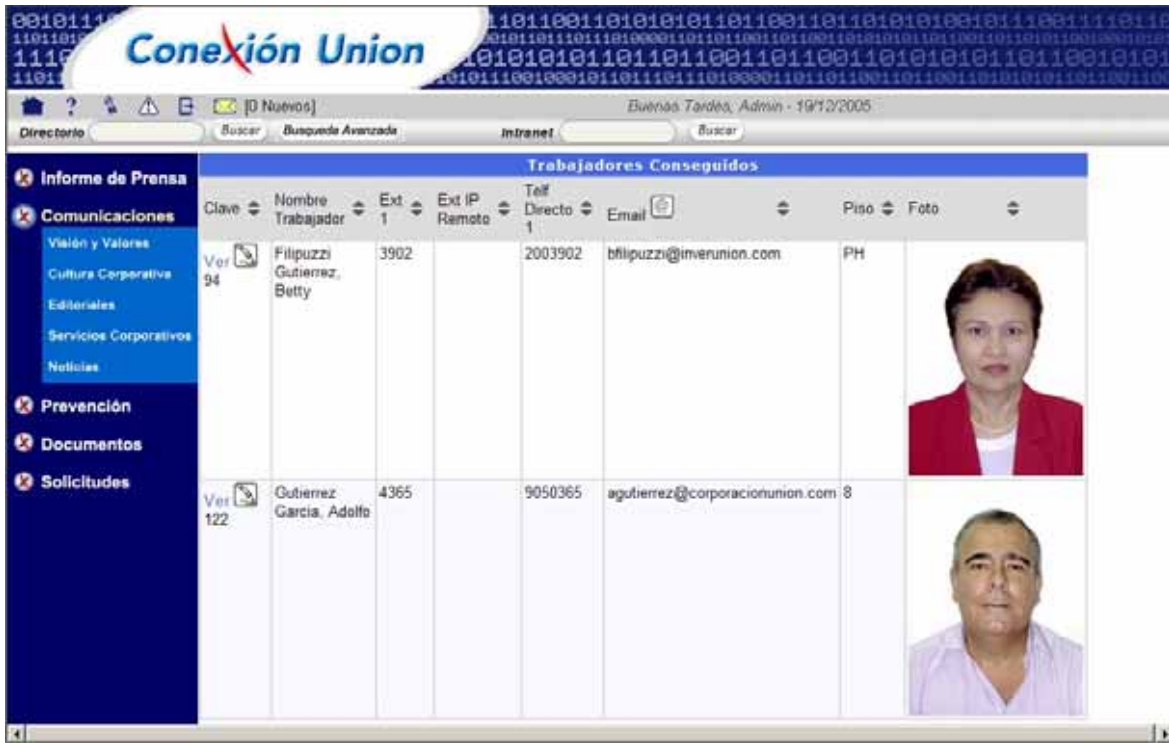 Conexión Union
[0 Nuevos]
Buenas Tardes, Admin - 19/12/2005
Directorio
Buscar
Busqueda Avanzada
Intranet
Buscar
Informe de Prensa
Comunicaciones
Visión y Valores
Cultura Corporativa
Editoriales
Servicios Corporativos
Noticias
Prevención
Documentos
Solicitudes
Trabajadores Conseguidos
Clave
Nombre
Trabajador
Ext
1
Ext IP
Remoto
Telf
Directo
1
Email
Piso
Foto
Ver
94
Filipuzzi
Gutierrez,
Betty
3902
2003902
bfilipuzzi@inverunion.com
PH
Ver
122
Gutierrez
Garcia, Adolfo
4365
9050365
agutierrez@corporacionunion.com
8